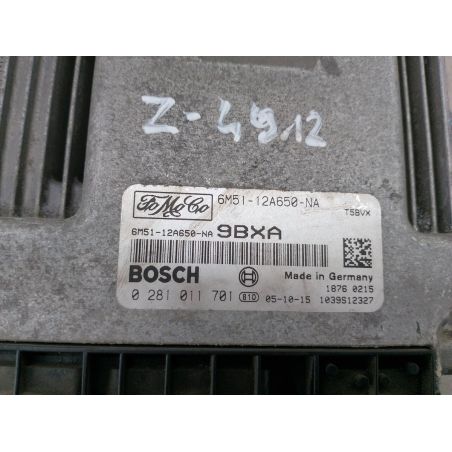 Z-4912
FoMoCo 6M51-12A650-NA
T5BVX
6M51-12A650-NA 9BXA
BOSCH Made in Germany
1876 0215
0 281 011 701 810 05-10-15 1039S12327